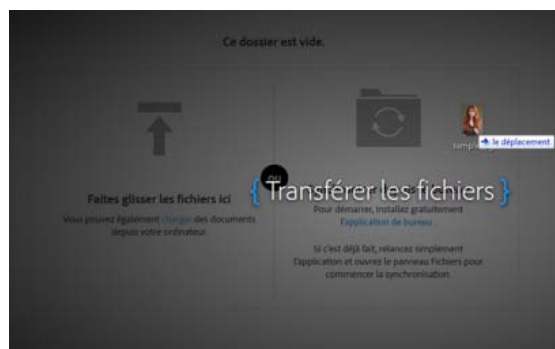 Ce dossier est vide.
sample
le déplacement
ou
{ Transférer les fichiers }
Faites glisser les fichiers ici
Vous pouvez également charger des documents
depuis votre ordinateur.
Pour démarrer, installez gratuitement
l'application de bureau.
Si c'est déjà fait, relancez simplement
l'application et ouvrez le panneau Fichiers pour
commencer la synchronisation.